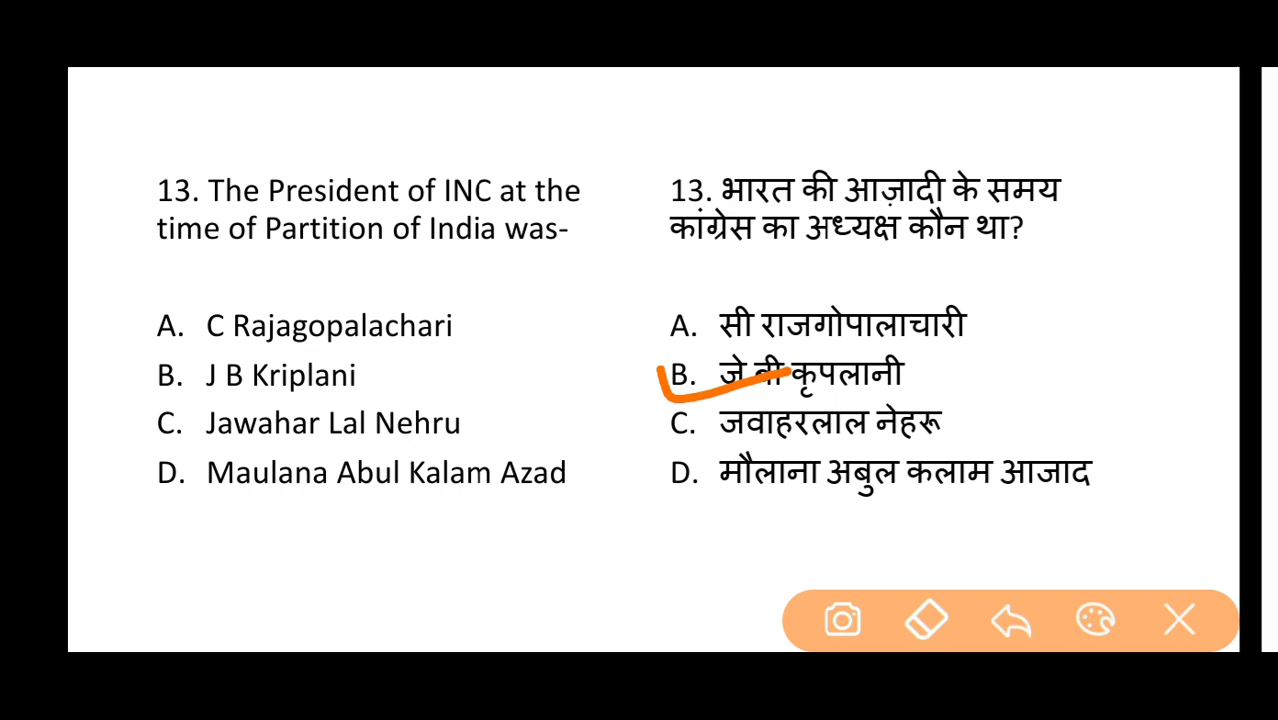 13. The President of INC at the
time of Partition of India was-
A. C Rajagopalachari
B. J B Kriplani
C. Jawahar Lal Nehru
D. Maulana Abul Kalam Azad
13. भारत की आज़ादी के समय
कांग्रेस का अध्यक्ष कौन था?
A. सी राजगोपालाचारी
B. जे बी कृपलानी
C. जवाहरलाल नेहरू
D. मौलाना अबुल कलाम आजाद